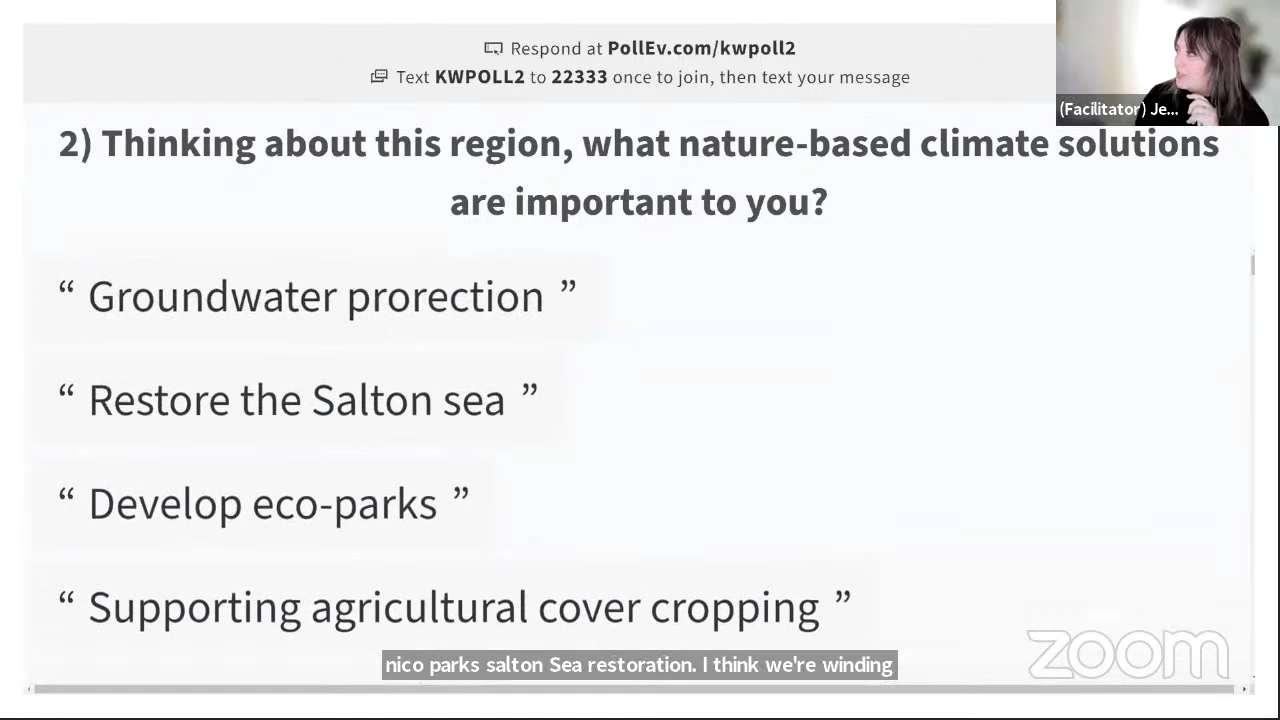 Respond at PollEv.com/kwpoll2
Text KWPOLL2 to 22333 once to join, then text your message
(Facilitator) Je...
2) Thinking about this region, what nature-based climate solutions
are important to you?
“ Groundwater prorection ”
“ Restore the Salton sea ”
“ Develop eco-parks ”
“ Supporting agricultural cover cropping ”
nico parks salton Sea restoration. I think we're winding
zoom